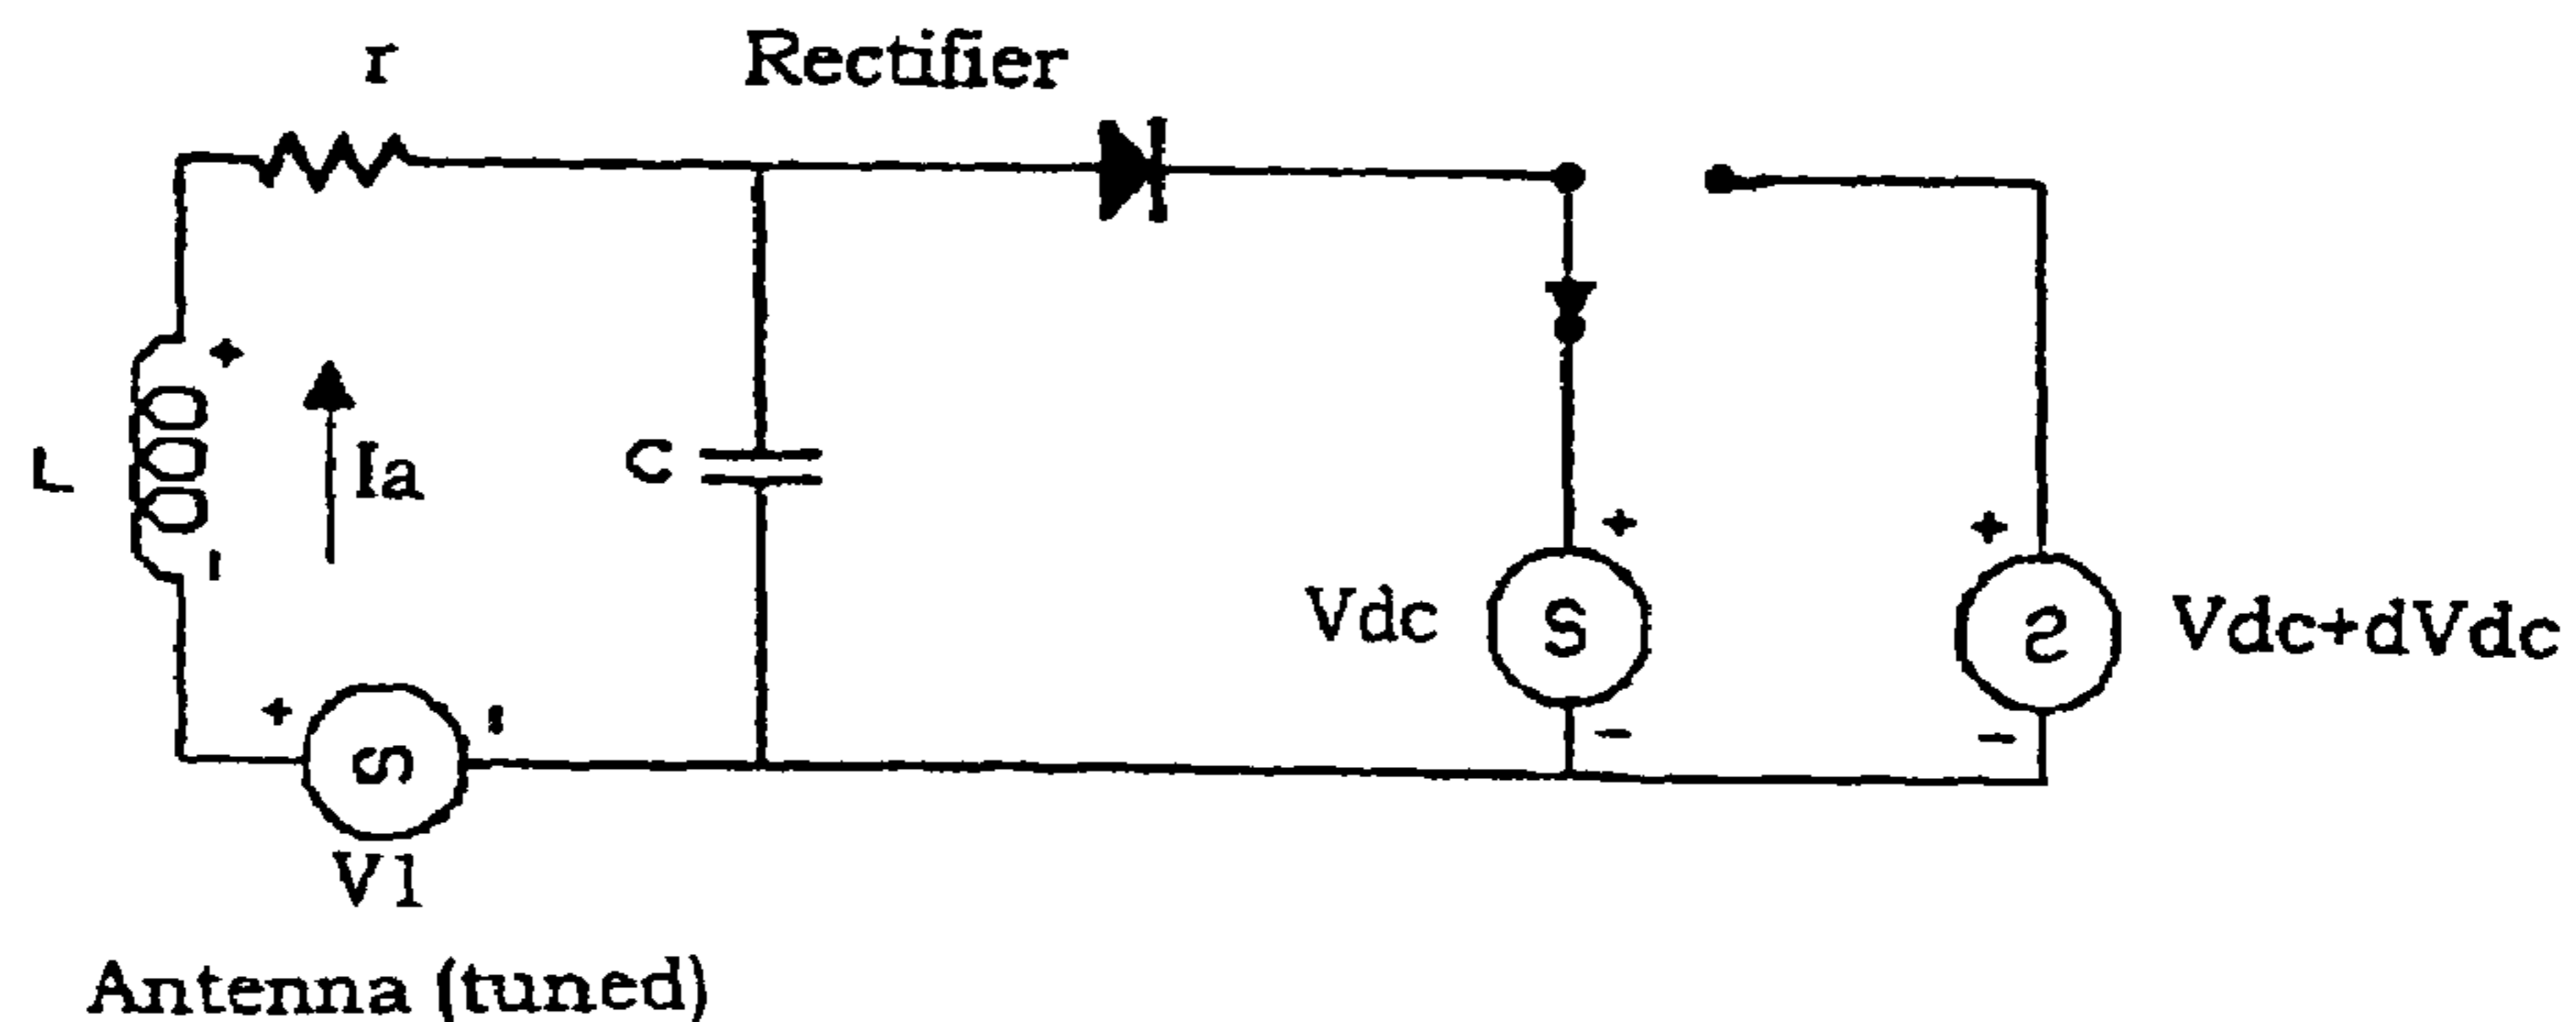 r
Rectifier
+
L
Ia
C
-
+
+
Vdc
S
S
Vdc+dVdc
+
-
S
-
-
V1
Antenna (tuned)